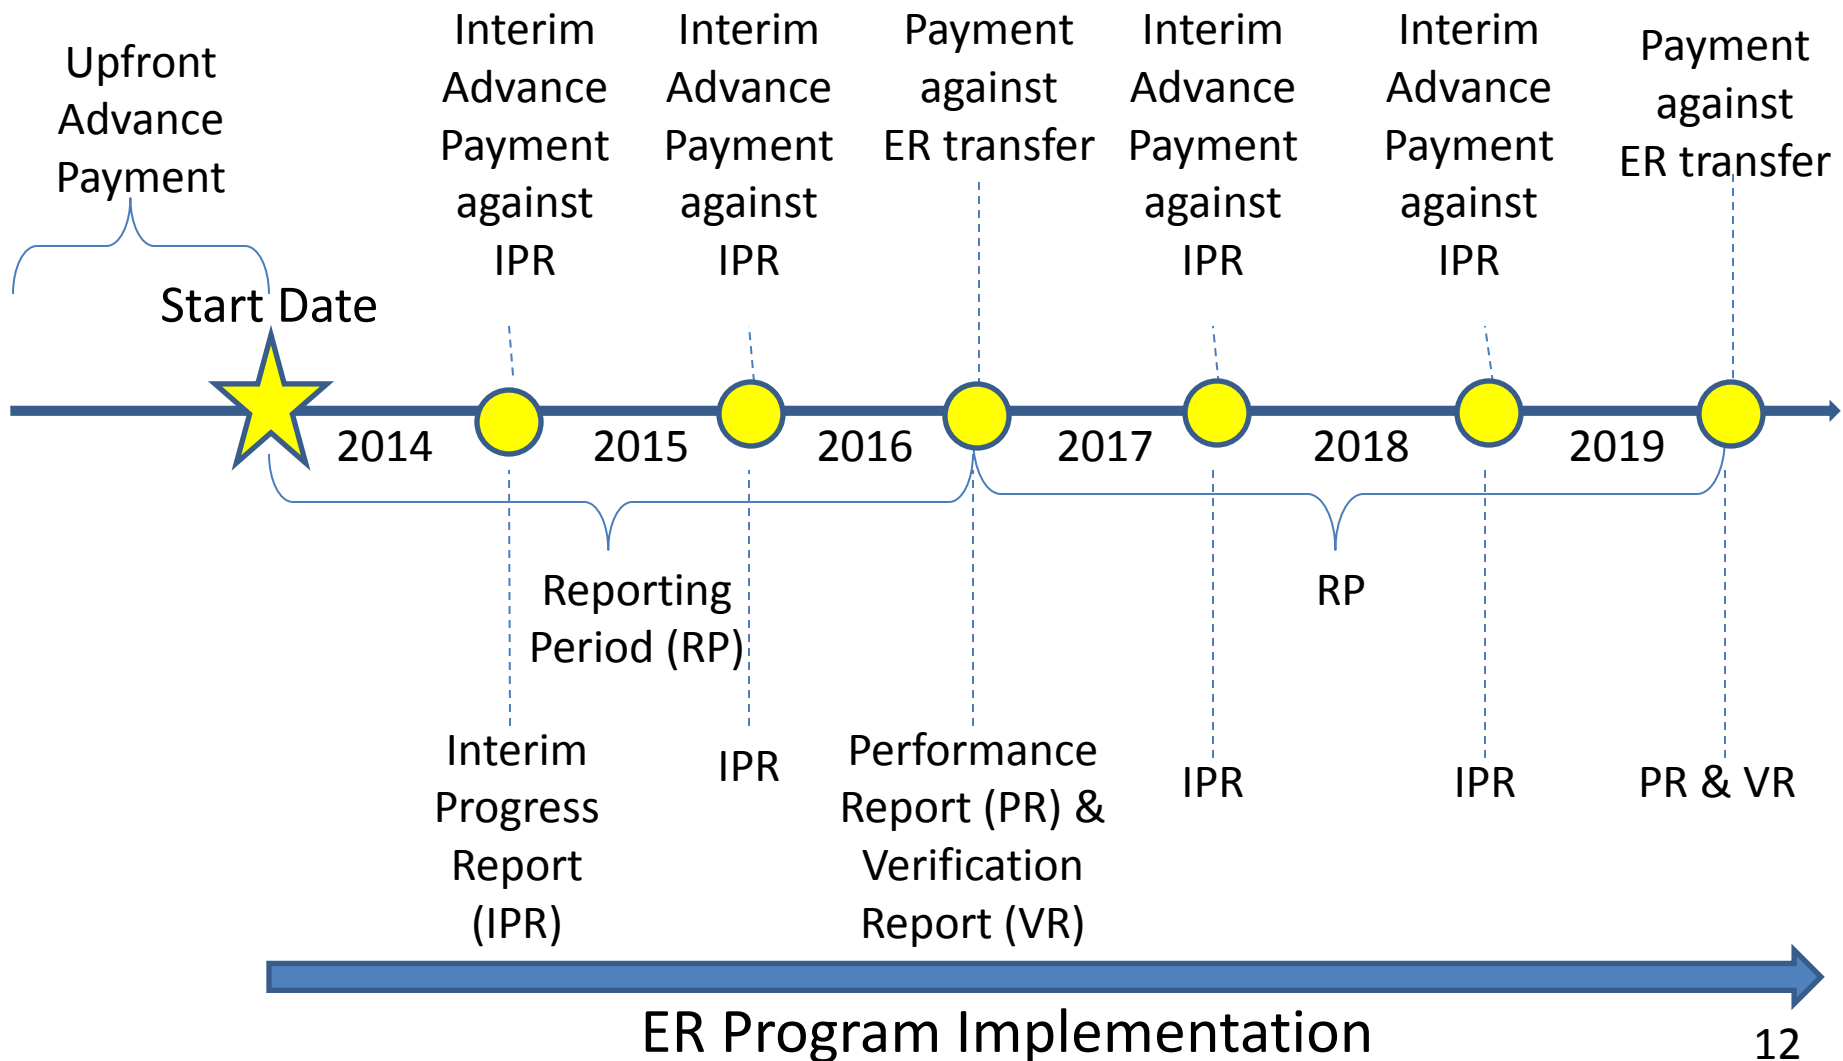 Upfront
Advance
Payment
Interim
Advance
Payment
against
IPR
Interim
Advance
Payment
against
IPR
Payment
against
ER transfer
Interim
Advance
Payment
against
IPR
Interim
Advance
Payment
against
IPR
Payment
against
ER transfer
Start Date
2014
2015
2016
2017
2018
2019
Reporting
Period (RP)
RP
Interim
Progress
Report
(IPR)
IPR
Performance
Report (PR) &
Verification
Report (VR)
IPR
IPR
PR & VR
ER Program Implementation
12